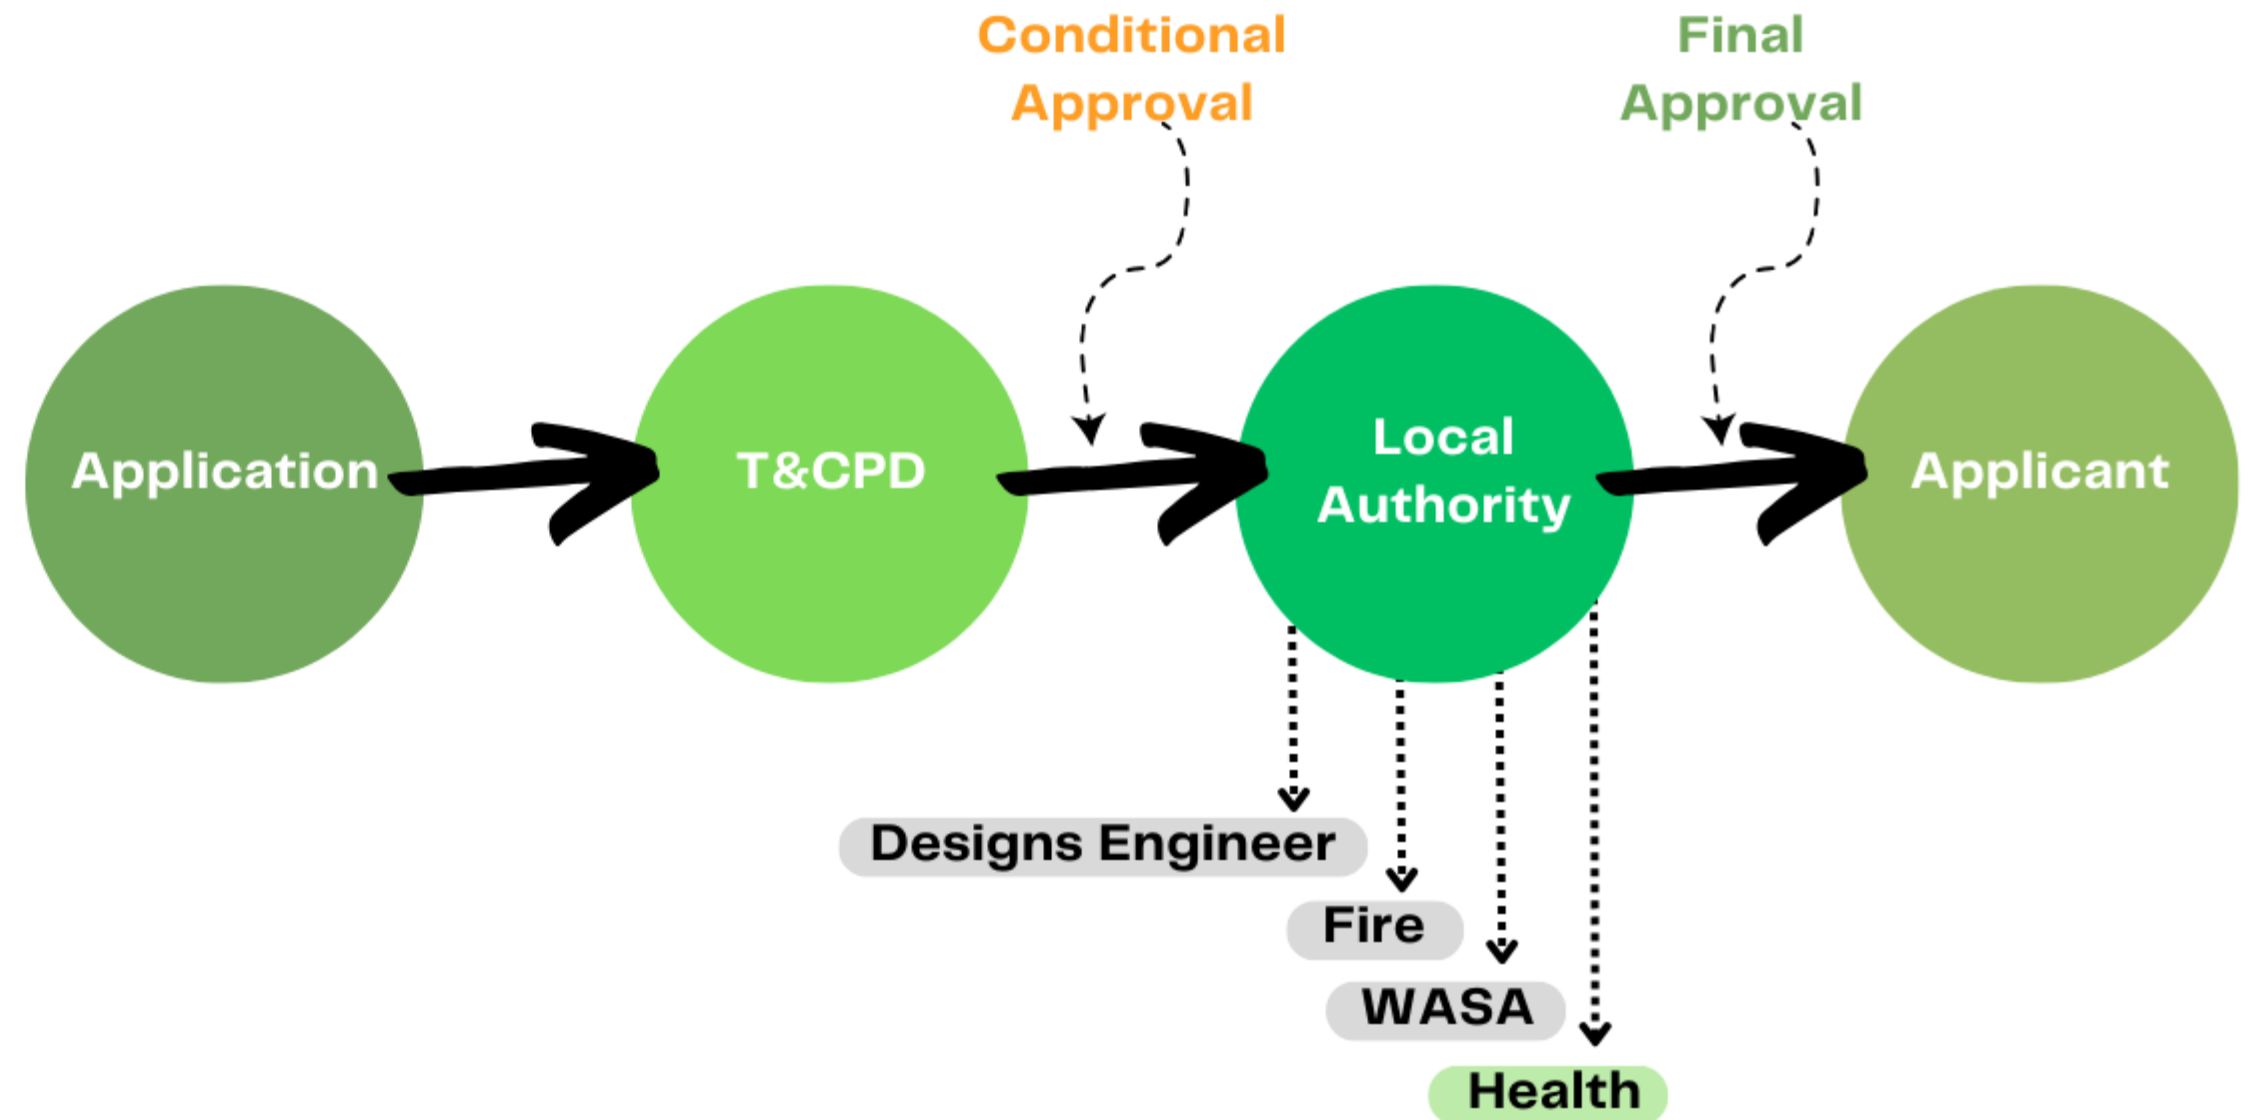 Conditional
Approval
Final
Approval
Application
T&CPD
Local
Authority
Applicant
Designs Engineer
Fire
WASA
Health